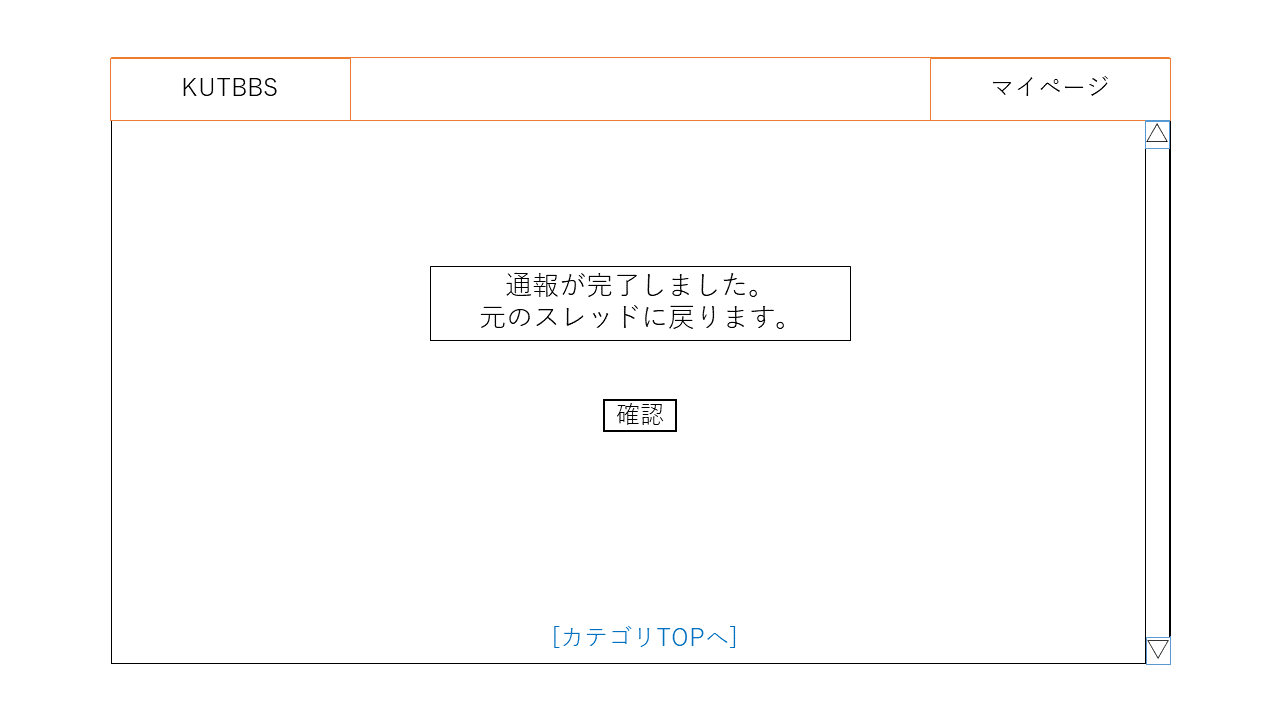 KUTBBS
マイページ
通報が完了しました。
元のスレッドに戻ります。
確認
[カテゴリTOPへ]